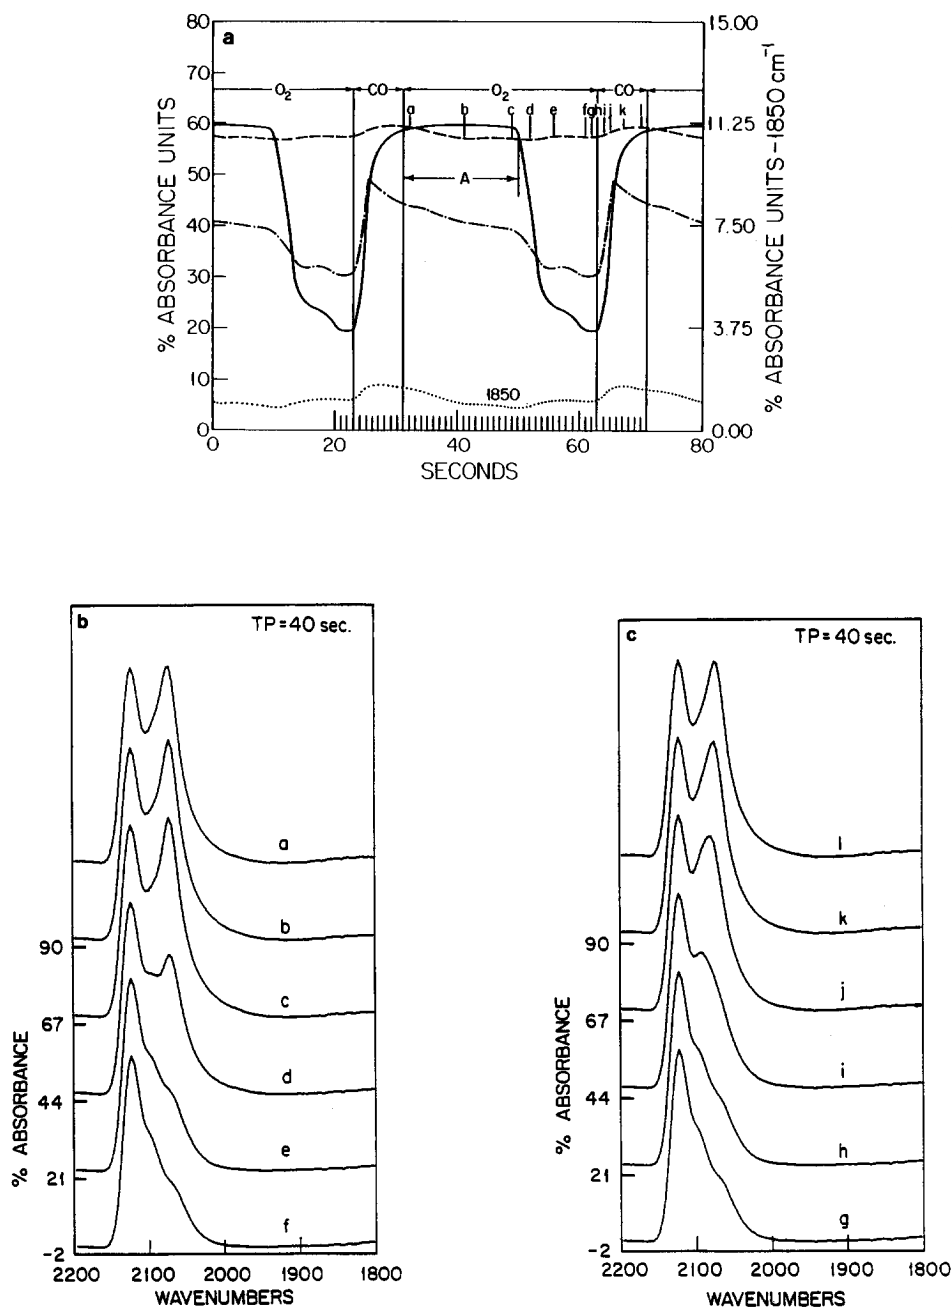 a
80
70
60
50
40
30
20
10
0
% ABSORBANCE UNITS
O2 CO O2 CO
a b c d e f g h i j k l
A
1850
15.00
11.25
7.50
3.75
0.00
% ABSORBANCE UNITS-1850 cm⁻¹
0 20 40 60 80
SECONDS
b TP=40 sec.
a
b
c
d
e
f
90
67
44
21
-2
% ABSORBANCE
2200 2100 2000 1900 1800
WAVENUMBERS
c TP=40 sec.
l
k
j
i
h
g
90
67
44
21
-2
% ABSORBANCE
2200 2100 2000 1900 1800
WAVENUMBERS